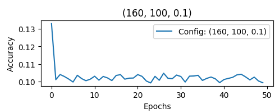 (160, 100, 0.1)
Accuracy
0.13
0.12
0.11
0.10
Config: (160, 100, 0.1)
0 10 20 30 40 50
Epochs